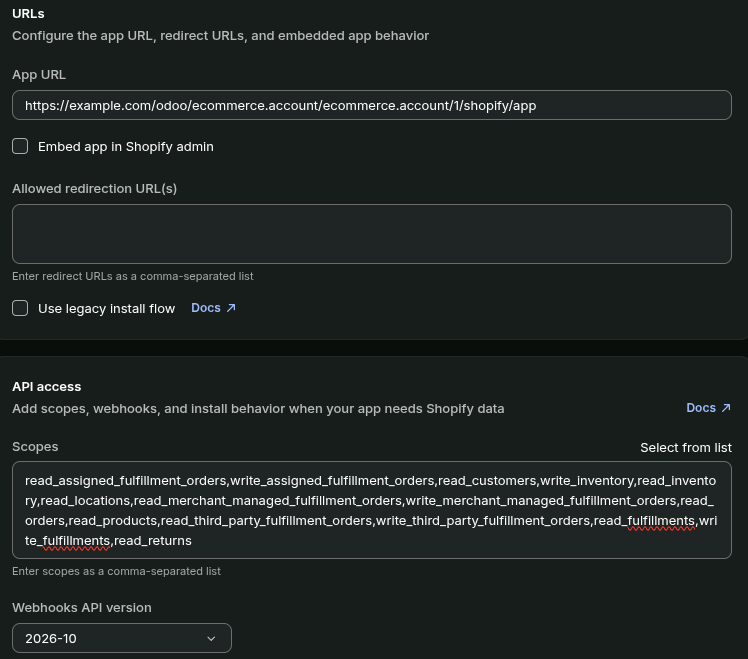 URLs
Configure the app URL, redirect URLs, and embedded app behavior
App URL
https://example.com/odoo/ecommerce.account/ecommerce.account/1/shopify/app
Embed app in Shopify admin
Allowed redirection URL(s)
Enter redirect URLs as a comma-separated list
Use legacy install flow Docs
API access
Add scopes, webhooks, and install behavior when your app needs Shopify data Docs
Scopes Select from list
read_assigned_fulfillment_orders,write_assigned_fulfillment_orders,read_customers,write_inventory,read_invento
ry,read_locations,read_merchant_managed_fulfillment_orders,write_merchant_managed_fulfillment_orders,read_
orders,read_products,read_third_party_fulfillment_orders,write_third_party_fulfillment_orders,read_fulfillments,wri
te_fulfillments,read_returns
Enter scopes as a comma-separated list
Webhooks API version
2026-10